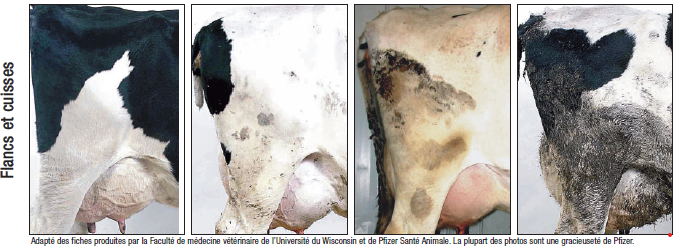 Flancs et cuisses
Adapté des fiches produites par la Faculté de médecine vétérinaire de l'Université du Wisconsin et de Pfizer Santé Animale. La plupart des photos sont une gracieuseté de Pfizer.